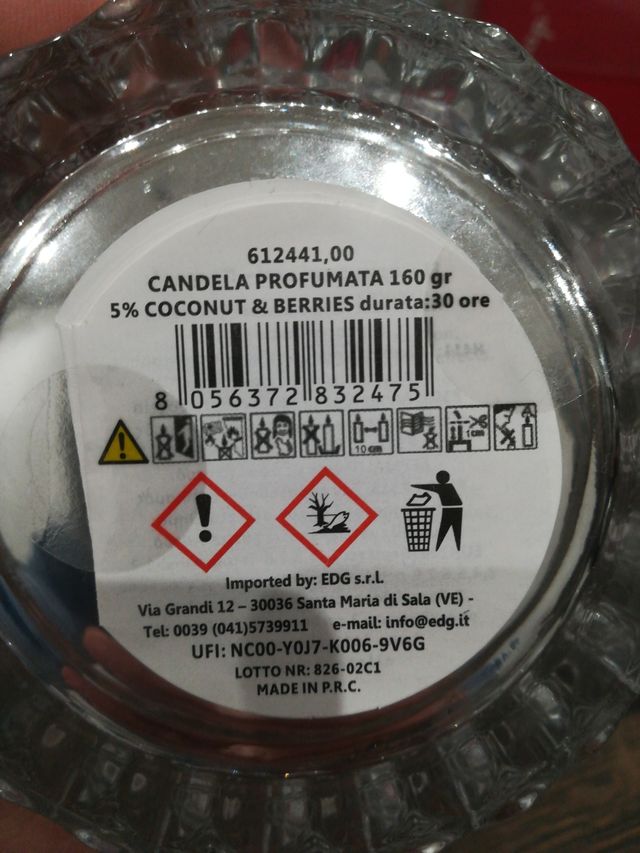 612441,00
CANDELA PROFUMATA 160 gr
5% COCONUT & BERRIES durata:30 ore
8 056372 832475
10cm
1cm
Imported by: EDG s.r.l.
Via Grandi 12 – 30036 Santa Maria di Sala (VE) -
Tel: 0039 (041)5739911 e-mail: info@edg.it
UFI: NC00-Y0J7-K006-9V6G
LOTTO NR: 826-02C1
MADE IN P.R.C.